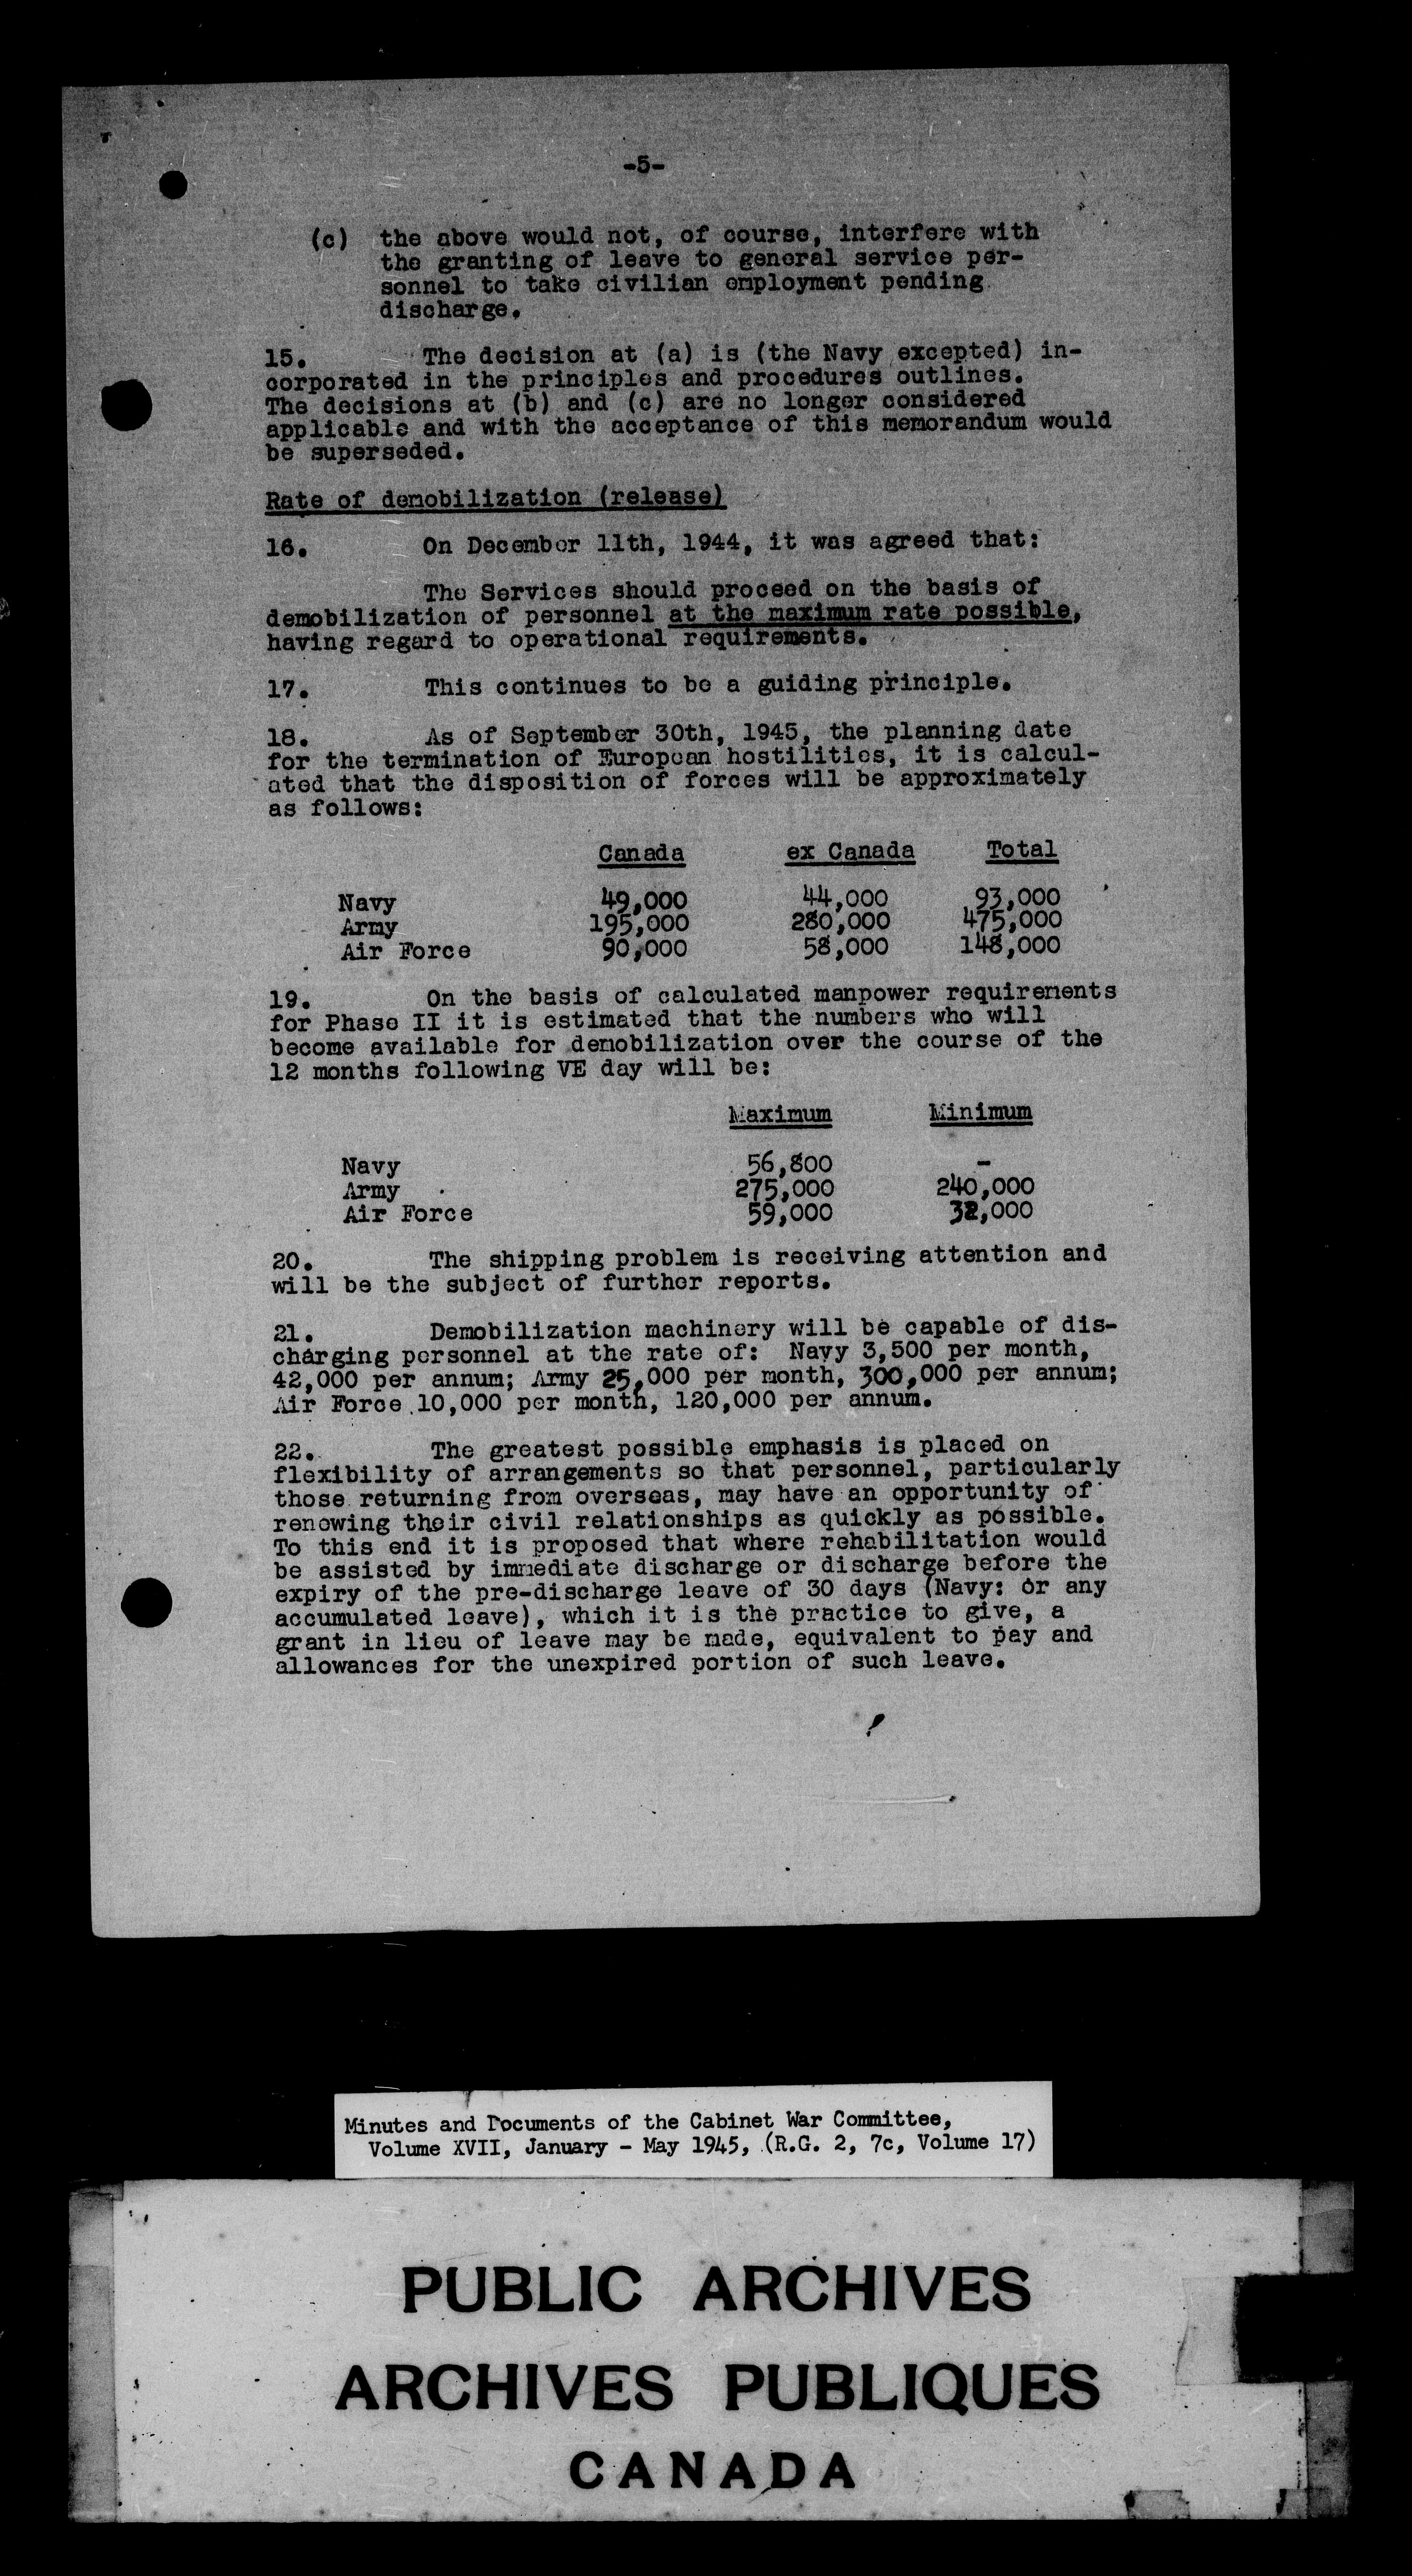 -5-
(c) the above would not, of course, interfere with
the granting of leave to general service per-
sonnel to take civilian employment pending
discharge.
15. The decision at (a) is (the Navy excepted) in-
corporated in the principles and procedures outlines.
The decisions at (b) and (c) are no longer considered
applicable and with the acceptance of this memorandum would
be superseded.
Rate of demobilization (release)
16. On December 11th, 1944, it was agreed that:
The Services should proceed on the basis of
demobilization of personnel at the maximum rate possible,
having regard to operational requirements.
17. This continues to be a guiding principle.
18. As of September 30th, 1945, the planning date
for the termination of European hostilities, it is calcul-
ated that the disposition of forces will be approximately
as follows:
Canada ex Canada Total
Navy 49,000 44,000 93,000
Army 195,000 280,000 475,000
Air Force 90,000 58,000 148,000
19. On the basis of calculated manpower requirements
for Phase II it is estimated that the numbers who will
become available for demobilization over the course of the
12 months following VE day will be:
Maximum Minimum
Navy 56,800 -
Army 275,000 240,000
Air Force 59,000 32,000
20. The shipping problem is receiving attention and
will be the subject of further reports.
21. Demobilization machinery will be capable of dis-
charging personnel at the rate of: Navy 3,500 per month,
42,000 per annum; Army 25,000 per month, 300,000 per annum;
Air Force 10,000 per month, 120,000 per annum.
22. The greatest possible emphasis is placed on
flexibility of arrangements so that personnel, particularly
those returning from overseas, may have an opportunity of
renewing their civil relationships as quickly as possible.
To this end it is proposed that where rehabilitation would
be assisted by immediate discharge or discharge before the
expiry of the pre-discharge leave of 30 days (Navy: or any
accumulated leave), which it is the practice to give, a
grant in lieu of leave may be made, equivalent to pay and
allowances for the unexpired portion of such leave.
Minutes and Documents of the Cabinet War Committee,
Volume XVII, January - May 1945, (R.G. 2, 7c, Volume 17)
PUBLIC ARCHIVES
ARCHIVES PUBLIQUES
CANADA